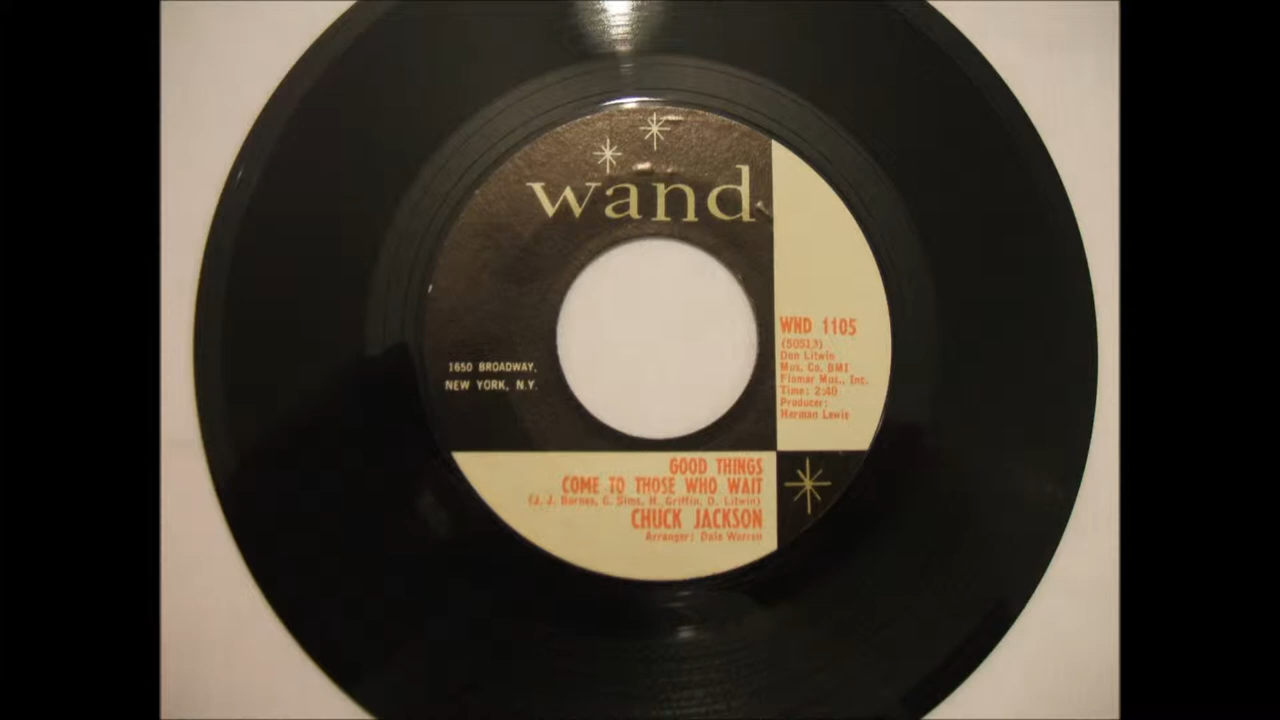 wand
1650 BROADWAY,
NEW YORK, N.Y.
WND 1105
(50513)
Don Litwin
Mus. Co. BMI
Flomar Mus., Inc.
Time: 2:40
Producer:
Herman Lewis
GOOD THINGS
COME TO THOSE WHO WAIT
(J. J. Barnes, C. Sims, H. Griffin, D. Litwin)
CHUCK JACKSON
Arranger: Dale Warren